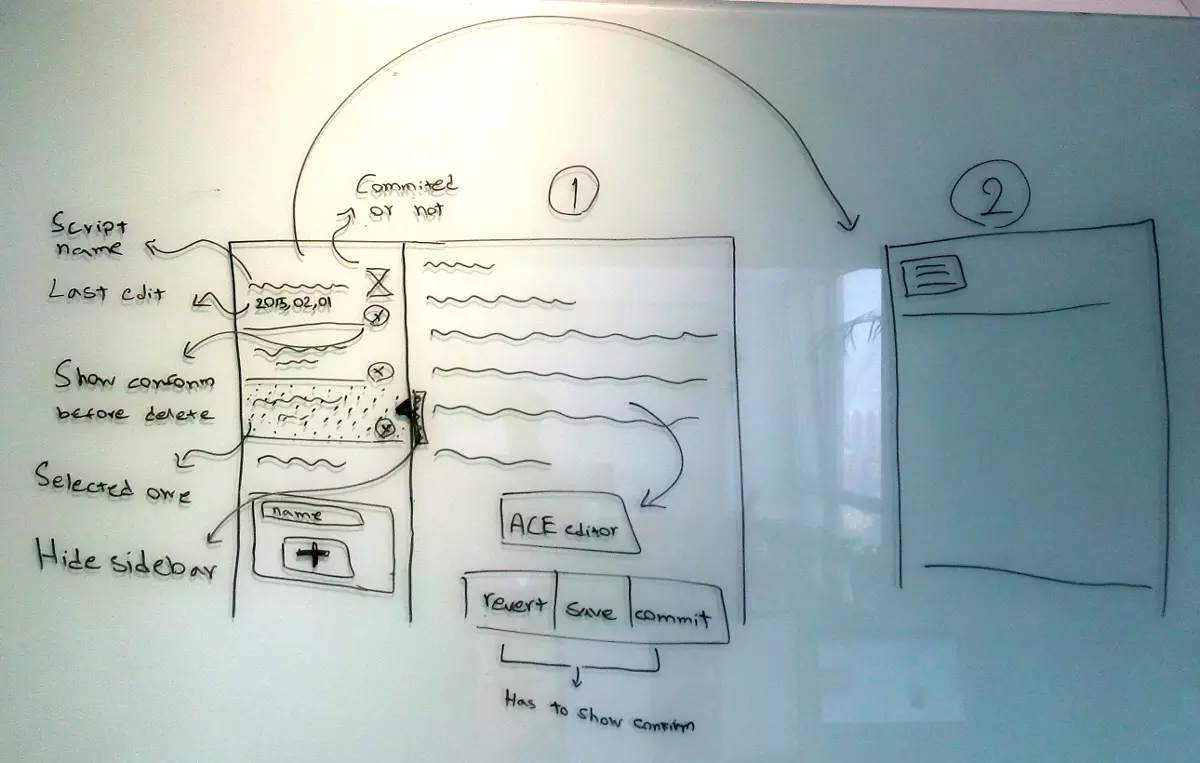 Commited
or not
1
2
Script
name
Last edit
2015,02,01
Show conform
before delete
Selected one
Hide sidebar
name
+
ACE editor
revert
save
commit
Has to show confirm